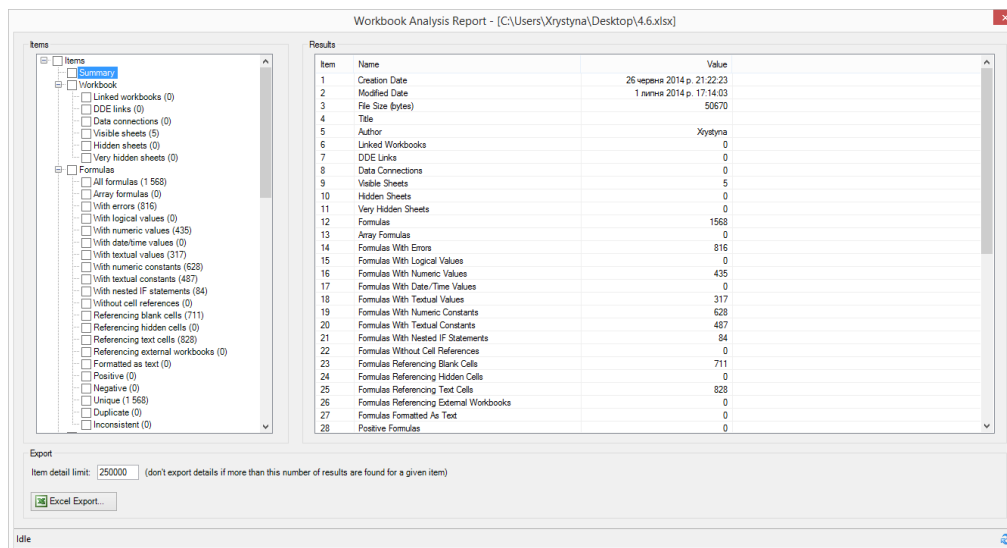 Workbook Analysis Report - [C:\Users\Xrystyna\Desktop\4.6.xlsx]
Items
Items
Summary
Workbook
Linked workbooks (0)
DDE links (0)
Data connections (0)
Visible sheets (5)
Hidden sheets (0)
Very hidden sheets (0)
Formulas
All formulas (1 568)
Array formulas (0)
With errors (816)
With logical values (0)
With numeric values (435)
With date/time values (0)
With textual values (317)
With numeric constants (628)
With textual constants (487)
With nested IF statements (84)
Without cell references (0)
Referencing blank cells (711)
Referencing hidden cells (0)
Referencing text cells (828)
Referencing external workbooks (0)
Formatted as text (0)
Positive (0)
Negative (0)
Unique (1 568)
Duplicate (0)
Inconsistent (0)
Results
Item Name Value
1 Creation Date 26 червня 2014 р. 21:22:23
2 Modified Date 1 липня 2014 р. 17:14:03
3 File Size (bytes) 50670
4 Title
5 Author Xrystyna
6 Linked Workbooks 0
7 DDE Links 0
8 Data Connections 0
9 Visible Sheets 5
10 Hidden Sheets 0
11 Very Hidden Sheets 0
12 Formulas 1568
13 Array Formulas 0
14 Formulas With Errors 816
15 Formulas With Logical Values 0
16 Formulas With Numeric Values 435
17 Formulas With Date/Time Values 0
18 Formulas With Textual Values 317
19 Formulas With Numeric Constants 628
20 Formulas With Textual Constants 487
21 Formulas With Nested IF Statements 84
22 Formulas Without Cell References 0
23 Formulas Referencing Blank Cells 711
24 Formulas Referencing Hidden Cells 0
25 Formulas Referencing Text Cells 828
26 Formulas Referencing External Workbooks 0
27 Formulas Formatted As Text 0
28 Positive Formulas 0
Export
Item detail limit: 250000 (don't export details if more than this number of results are found for a given item)
Excel Export...
Idle